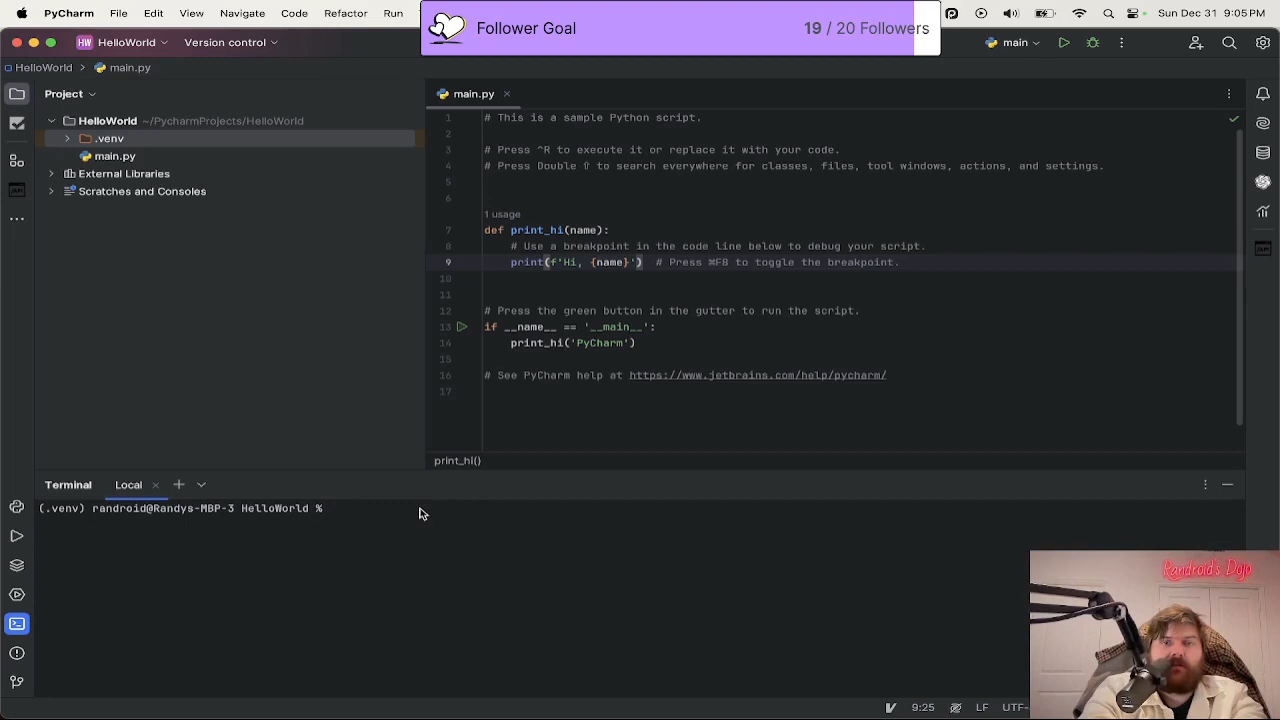 PyCharm
File
Edit
View
Navigate
Code
Refactor
Run
Sun Dec 31 9:05 PM
Follower Goal
19 / 20 Followers
HW HelloWorld
Version control
main
HelloWorld
main.py
Project
main.py
HelloWorld ~/PycharmProjects/HelloWorld
.venv
main.py
External Libraries
Scratches and Consoles
1 # This is a sample Python script.
2
3 # Press ^R to execute it or replace it with your code.
4 # Press Double ⇧ to search everywhere for classes, files, tool windows, actions, and settings.
5
6
1 usage
7 def print_hi(name):
8 # Use a breakpoint in the code line below to debug your script.
9 print(f'Hi, {name}') # Press ⌘F8 to toggle the breakpoint.
10
11
12 # Press the green button in the gutter to run the script.
13 if __name__ == '__main__':
14 print_hi('PyCharm')
15
16 # See PyCharm help at https://www.jetbrains.com/help/pycharm/
17
print_hi()
Terminal
Local
(.venv) randroid@Randys-MBP-3 HelloWorld %
Randroid's Dojo
9:25
LF
UTF-